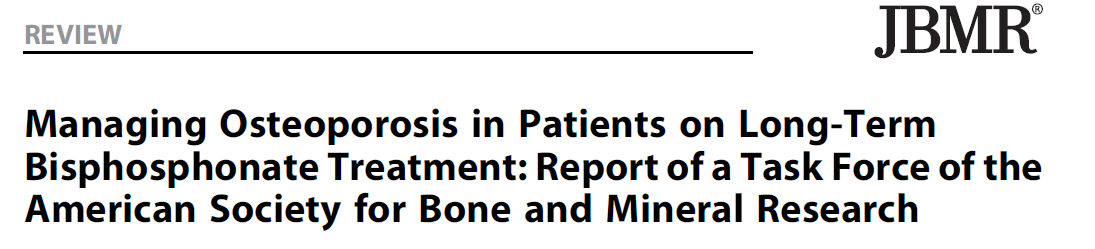 REVIEW
JBMR®
Managing Osteoporosis in Patients on Long-Term
Bisphosphonate Treatment: Report of a Task Force of the
American Society for Bone and Mineral Research